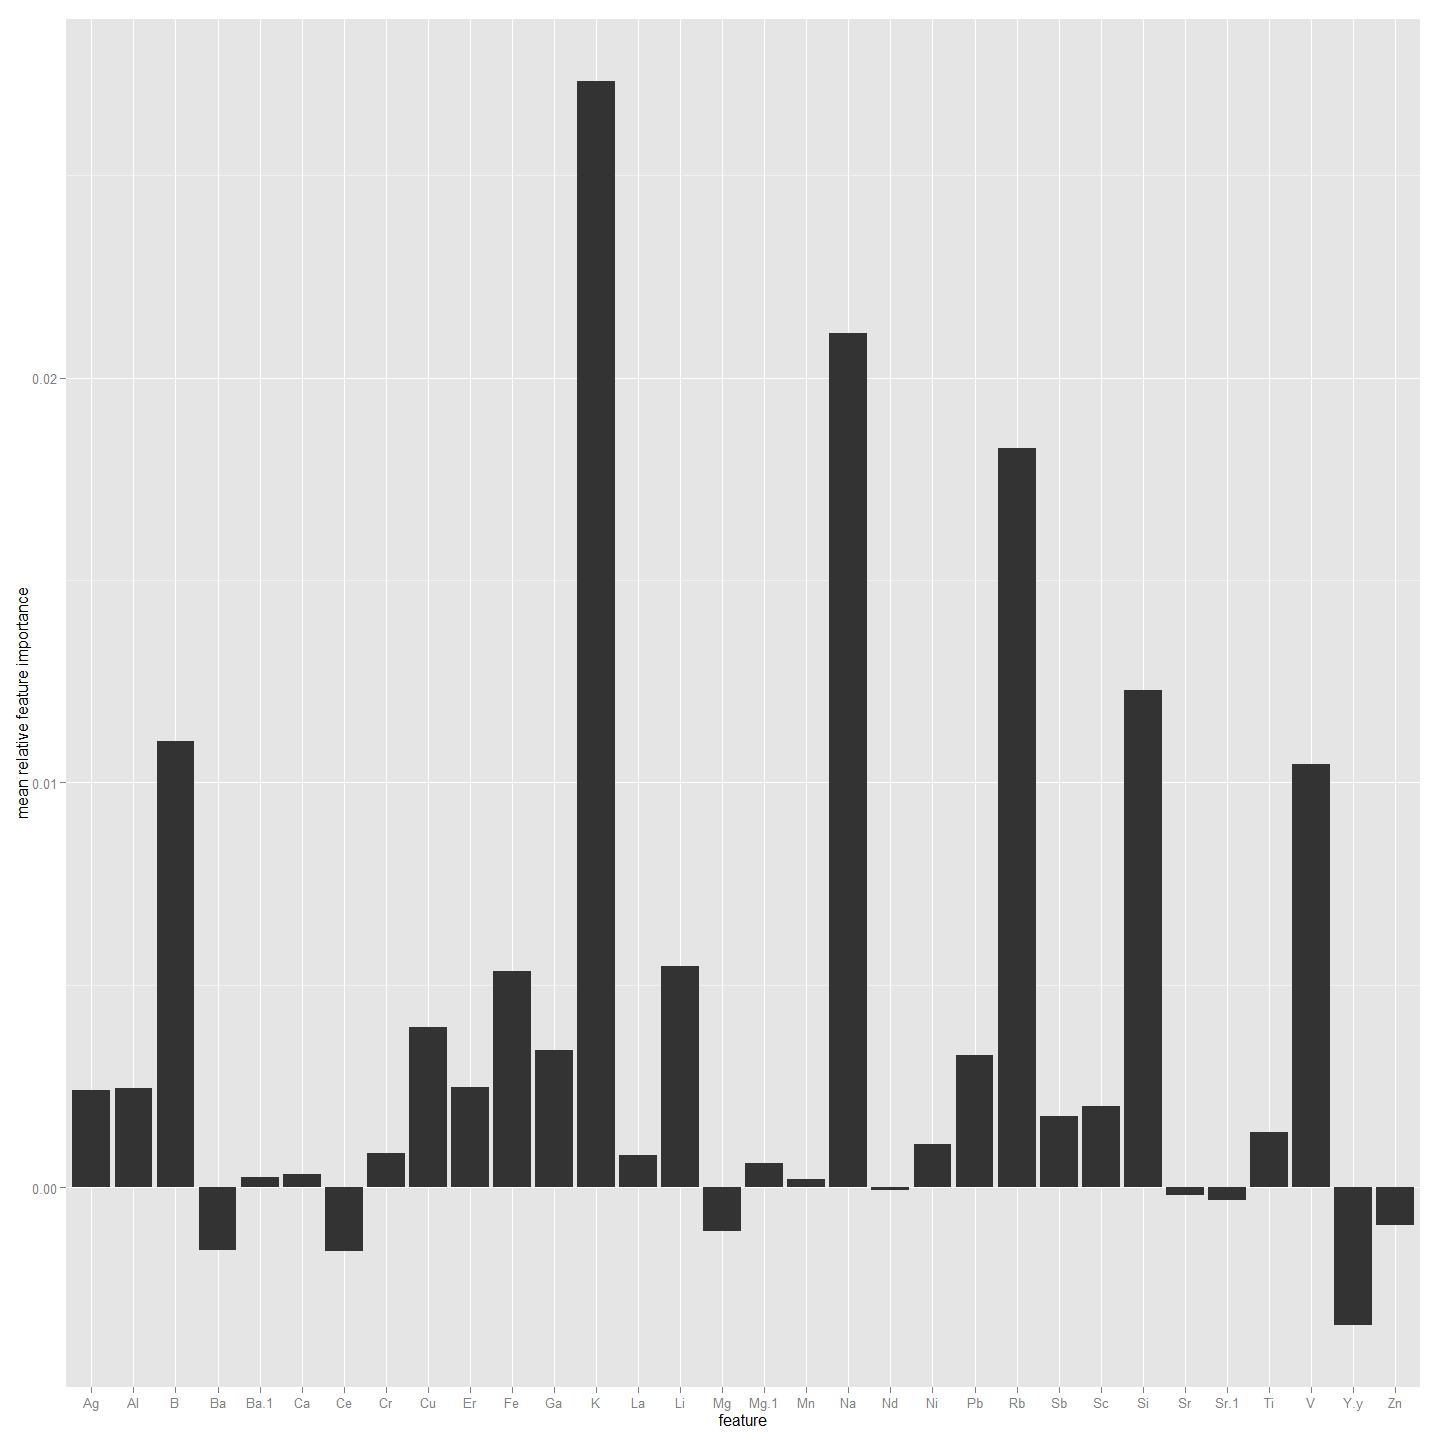 mean relative feature importance
0.02
0.01
0.00
Ag Al B Ba Ba.1 Ca Ce Cr Cu Er Fe Ga K La Li Mg Mg.1 Mn Na Nd Ni Pb Rb Sb Sc Si Sr Sr.1 Ti V Y.y Zn
feature